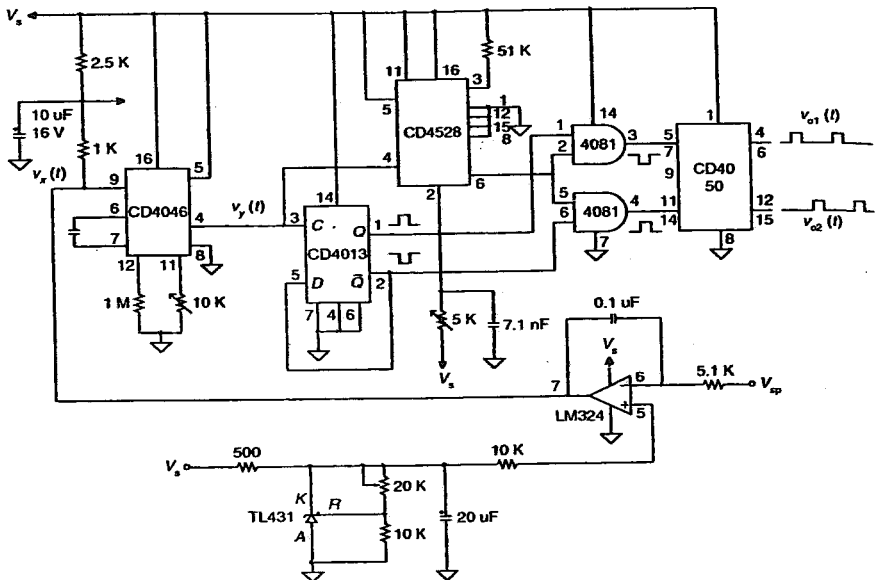 V_s
2.5 K
10 uF
16 V
1 K
v_x(t)
16
5
9
CD4046
6
7
4
8
12
11
1 M
10 K
v_y(t)
14
3
C
Q
1
CD4013
5
D
Q̅
2
7
4
6
11
16
3
51 K
5
CD4528
1
12
15
8
4
2
6
5 K
V_s
7.1 nF
14
1
2
4081
3
5
6
4081
4
7
1
5
7
9
CD40
50
11
14
8
4
6
v_o1(t)
12
15
v_o2(t)
0.1 uF
V_s
7
6
5
−
+
LM324
5.1 K
V_sp
V_s
500
10 K
K
R
A
TL431
20 K
10 K
20 uF